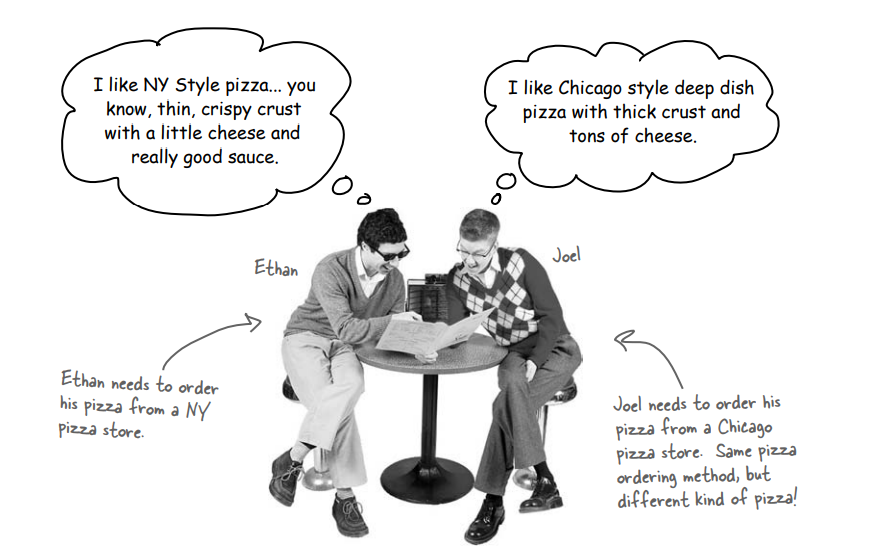 I like NY Style pizza... you
know, thin, crispy crust
with a little cheese and
really good sauce.
I like Chicago style deep dish
pizza with thick crust and
tons of cheese.
Ethan
Joel
Ethan needs to order
his pizza from a NY
pizza store.
Joel needs to order his
pizza from a Chicago
pizza store. Same pizza
ordering method, but
different kind of pizza!